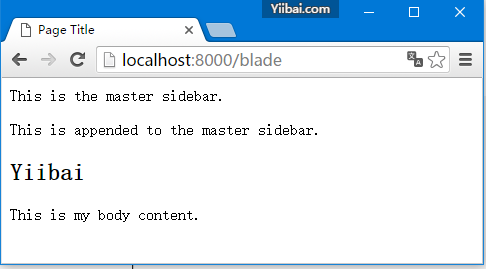 Yiibai.com
Page Title
localhost:8000/blade
This is the master sidebar.
This is appended to the master sidebar.
Yiibai
This is my body content.